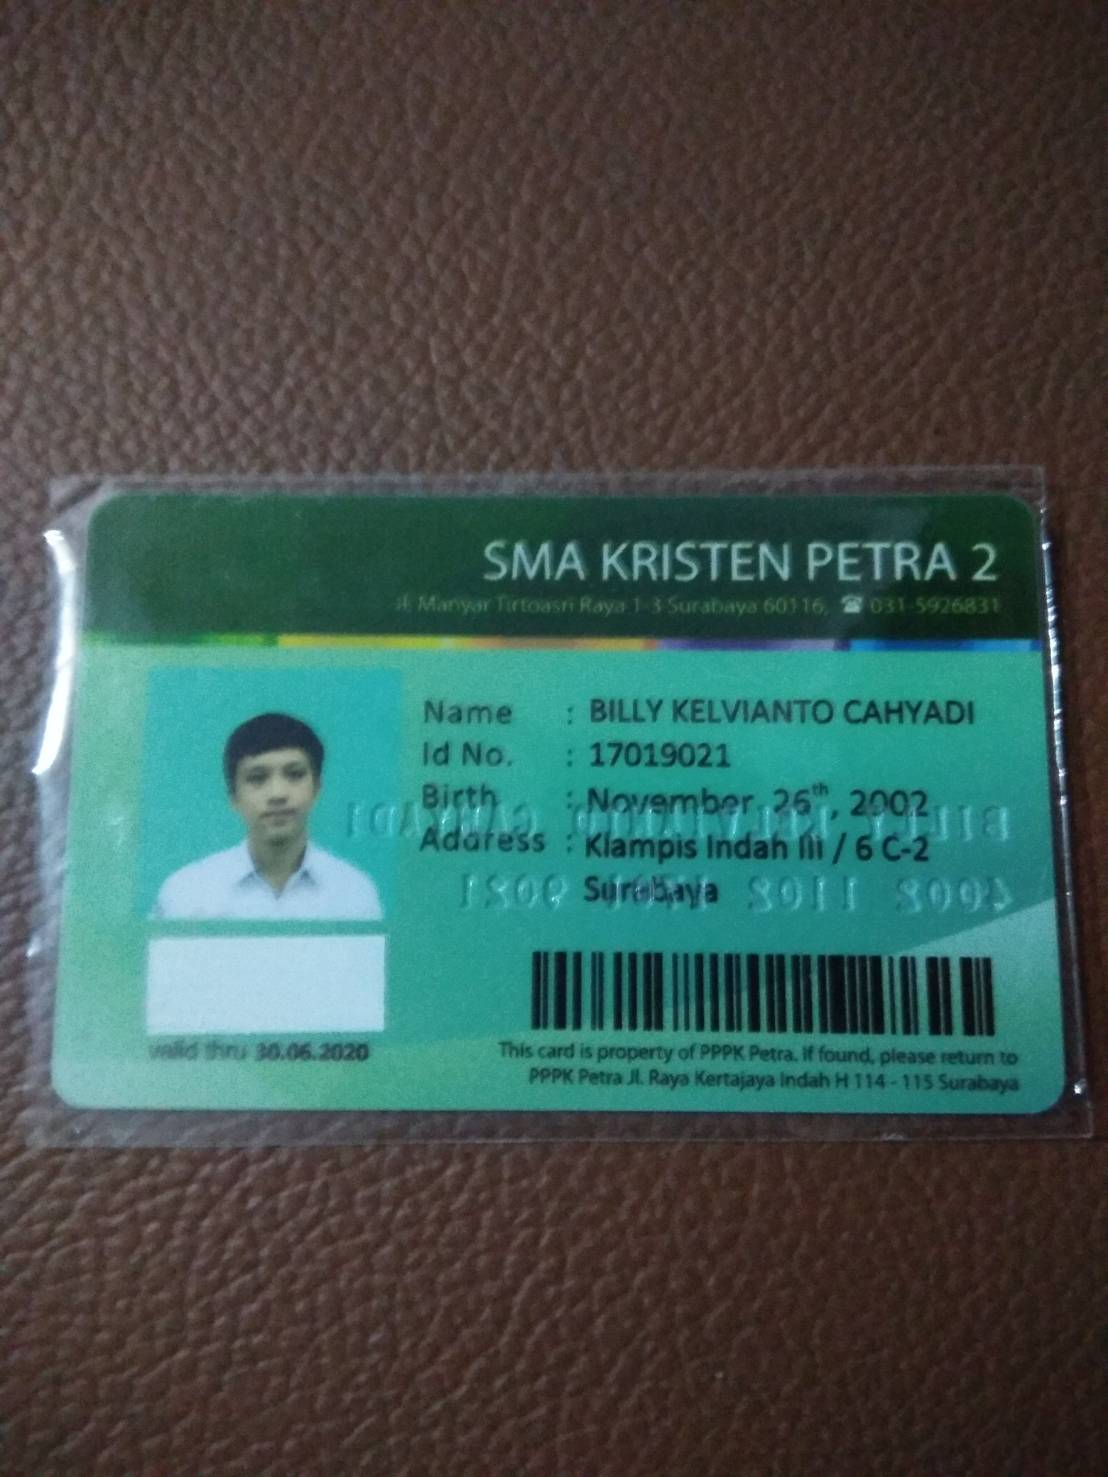 SMA KRISTEN PETRA 2
Jl. Manyar Tirtoasri Raya 1-3 Surabaya 60116, ☎ 031-5926831
Name : BILLY KELVIANTO CAHYADI
Id No. : 17019021
Birth : November, 26th, 2002
Address : Klampis Indah III / 6 C-2
Surabaya
valid thru 30.06.2020
This card is property of PPPK Petra. If found, please return to
PPPK Petra Jl. Raya Kertajaya Indah H 114 - 115 Surabaya